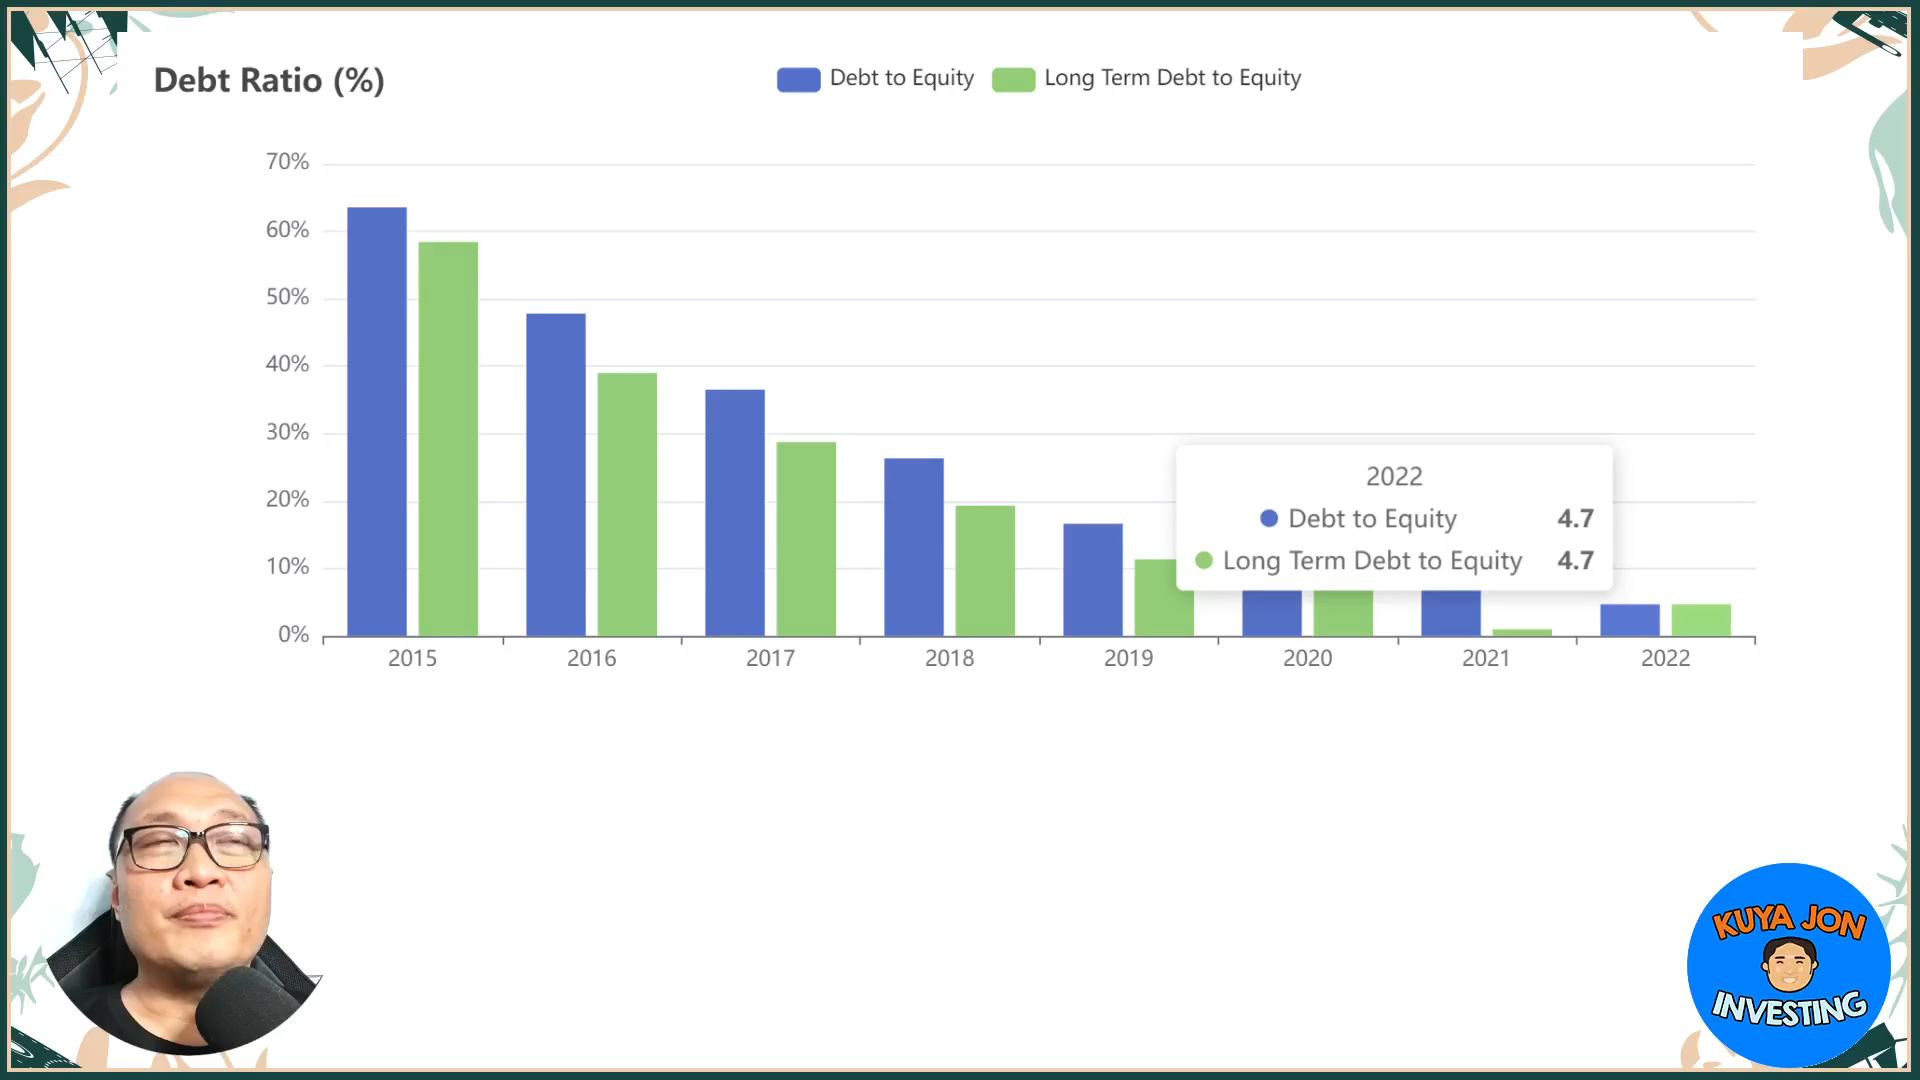 Debt Ratio (%)
Debt to Equity
Long Term Debt to Equity
70%
60%
50%
40%
30%
20%
10%
0%
2022
Debt to Equity 4.7
Long Term Debt to Equity 4.7
2015 2016 2017 2018 2019 2020 2021 2022
KUYA JON
INVESTING